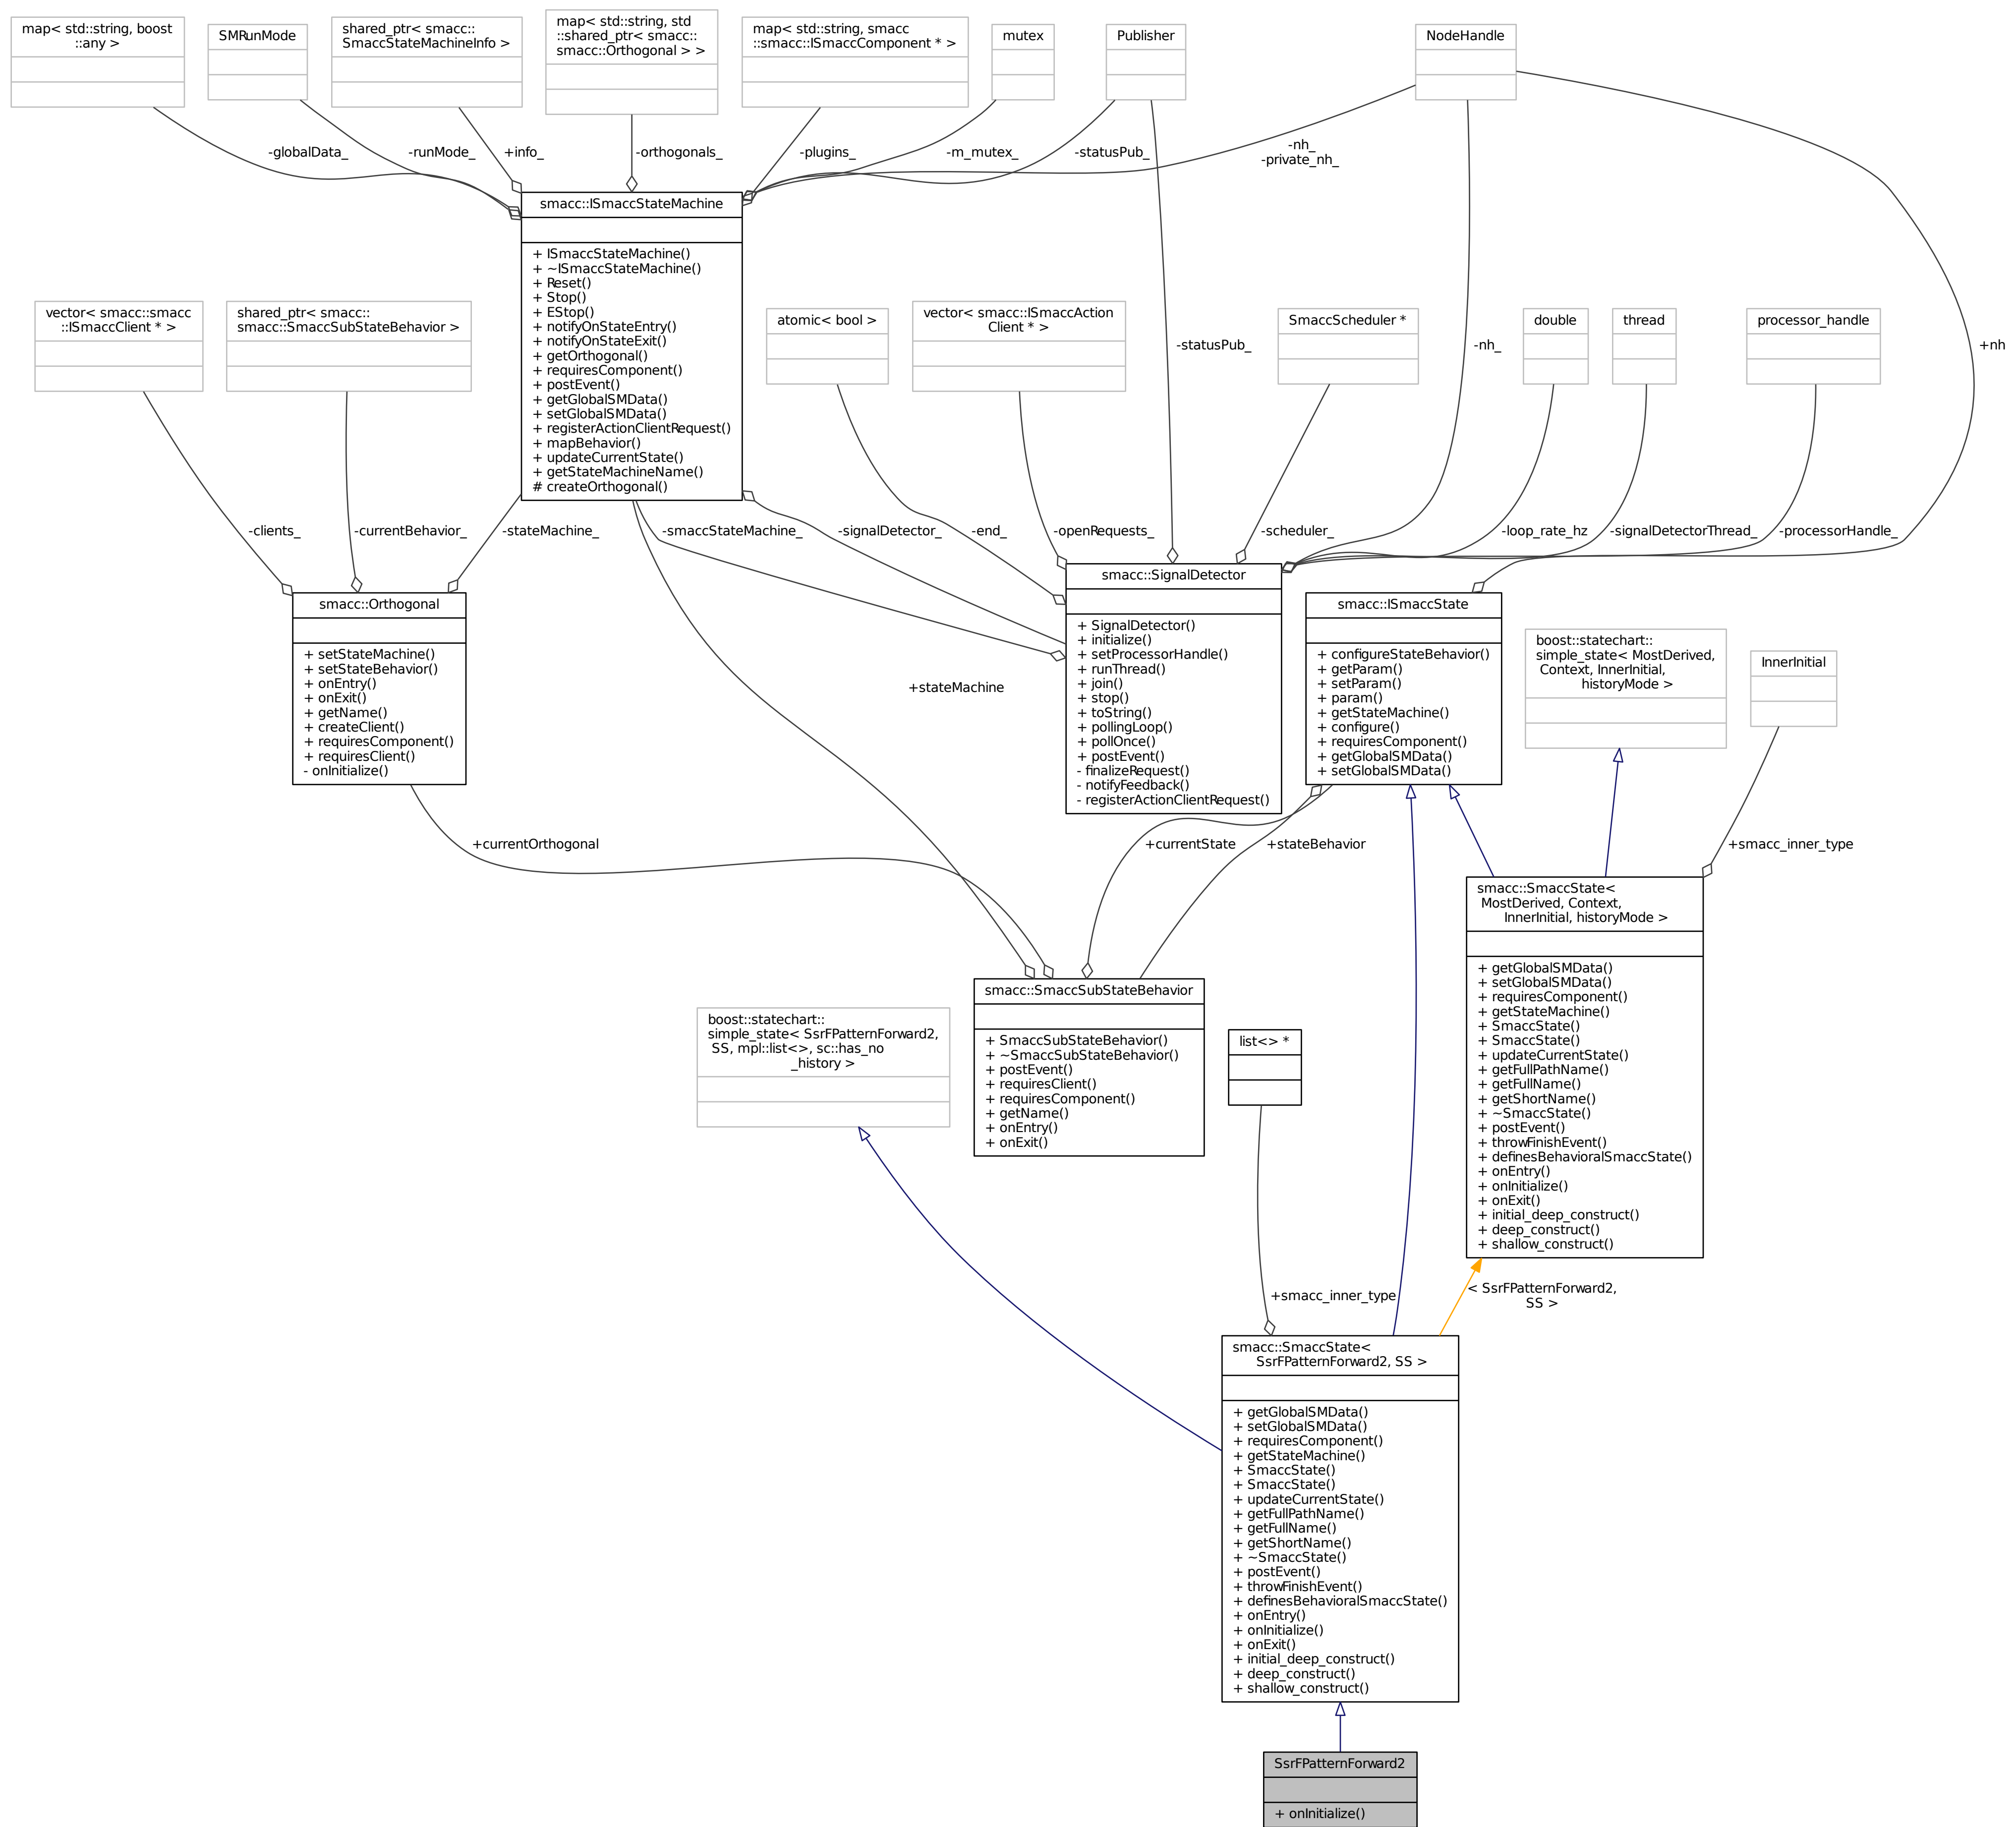 map< std::string, boost
::any >
SMRunMode
shared_ptr< smacc::
SmaccStateMachineInfo >
map< std::string, std
::shared_ptr< smacc::
smacc::Orthogonal > >
map< std::string, smacc
::smacc::ISmaccComponent * >
mutex
Publisher
NodeHandle
-globalData_
-runMode_
+info_
-orthogonals_
-plugins_
-m_mutex_
-statusPub_
-nh_
-private_nh_
smacc::ISmaccStateMachine
+ ISmaccStateMachine()
+ ~ISmaccStateMachine()
+ Reset()
+ Stop()
+ EStop()
+ notifyOnStateEntry()
+ notifyOnStateExit()
+ getOrthogonal()
+ requiresComponent()
+ postEvent()
+ getGlobalSMData()
+ setGlobalSMData()
+ registerActionClientRequest()
+ mapBehavior()
+ updateCurrentState()
+ getStateMachineName()
# createOrthogonal()
vector< smacc::smacc
::ISmaccClient * >
shared_ptr< smacc::
smacc::SmaccSubStateBehavior >
atomic< bool >
vector< smacc::ISmaccAction
Client * >
SmaccScheduler *
double
thread
processor_handle
-statusPub_
-nh_
+nh
-clients_
-currentBehavior_
-stateMachine_
-smaccStateMachine_
-signalDetector_
-end_
-openRequests_
-scheduler_
-loop_rate_hz
-signalDetectorThread_
-processorHandle_
smacc::Orthogonal
+ setStateMachine()
+ setStateBehavior()
+ onEntry()
+ onExit()
+ getName()
+ createClient()
+ requiresComponent()
+ requiresClient()
- onInitialize()
smacc::SignalDetector
+ SignalDetector()
+ initialize()
+ setProcessorHandle()
+ runThread()
+ join()
+ stop()
+ toString()
+ pollingLoop()
+ pollOnce()
+ postEvent()
- finalizeRequest()
- notifyFeedback()
- registerActionClientRequest()
smacc::ISmaccState
+ configureStateBehavior()
+ getParam()
+ setParam()
+ param()
+ getStateMachine()
+ configure()
+ requiresComponent()
+ getGlobalSMData()
+ setGlobalSMData()
boost::statechart::
simple_state< MostDerived,
Context, InnerInitial,
historyMode >
InnerInitial
+stateMachine
+currentOrthogonal
+currentState
+stateBehavior
+smacc_inner_type
smacc::SmaccState<
MostDerived, Context,
InnerInitial, historyMode >
+ getGlobalSMData()
+ setGlobalSMData()
+ requiresComponent()
+ getStateMachine()
+ SmaccState()
+ SmaccState()
+ updateCurrentState()
+ getFullPathName()
+ getFullName()
+ getShortName()
+ ~SmaccState()
+ postEvent()
+ throwFinishEvent()
+ definesBehavioralSmaccState()
+ onEntry()
+ onInitialize()
+ onExit()
+ initial_deep_construct()
+ deep_construct()
+ shallow_construct()
smacc::SmaccSubStateBehavior
+ SmaccSubStateBehavior()
+ ~SmaccSubStateBehavior()
+ postEvent()
+ requiresClient()
+ requiresComponent()
+ getName()
+ onEntry()
+ onExit()
boost::statechart::
simple_state< SsrFPatternForward2,
SS, mpl::list<>, sc::has_no
_history >
list<> *
+smacc_inner_type
< SsrFPatternForward2,
SS >
smacc::SmaccState<
SsrFPatternForward2, SS >
+ getGlobalSMData()
+ setGlobalSMData()
+ requiresComponent()
+ getStateMachine()
+ SmaccState()
+ SmaccState()
+ updateCurrentState()
+ getFullPathName()
+ getFullName()
+ getShortName()
+ ~SmaccState()
+ postEvent()
+ throwFinishEvent()
+ definesBehavioralSmaccState()
+ onEntry()
+ onInitialize()
+ onExit()
+ initial_deep_construct()
+ deep_construct()
+ shallow_construct()
SsrFPatternForward2
+ onInitialize()